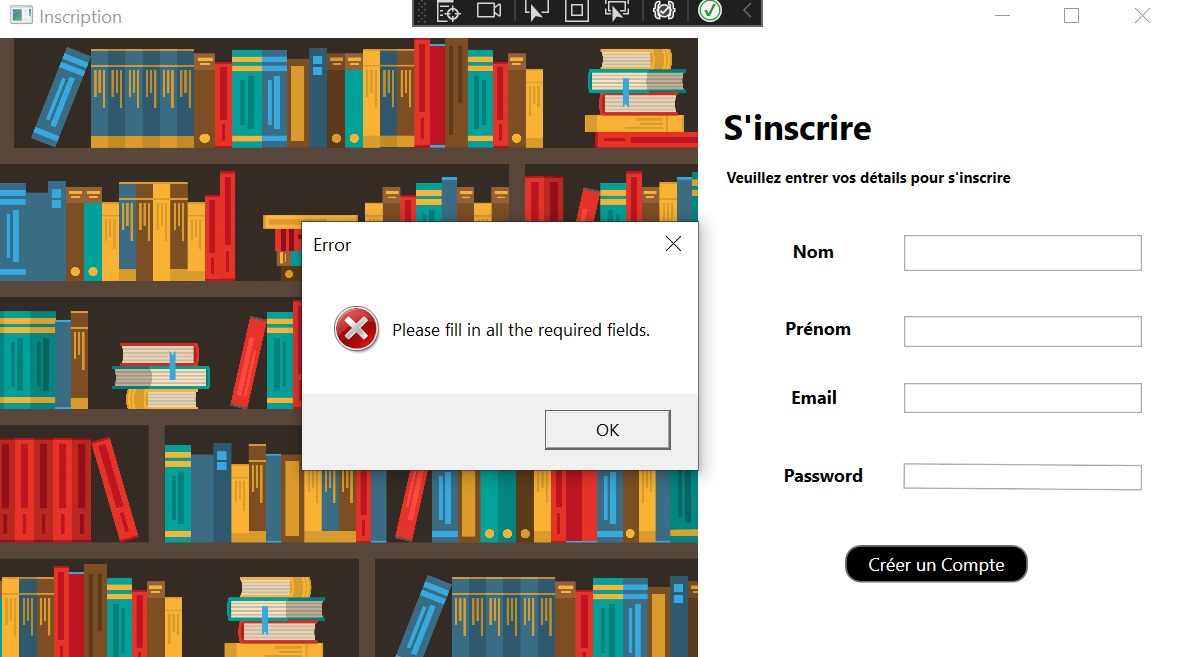 Inscription
S'inscrire
Veuillez entrer vos détails pour s'inscrire
Nom
Prénom
Email
Password
Créer un Compte
Error
Please fill in all the required fields.
OK